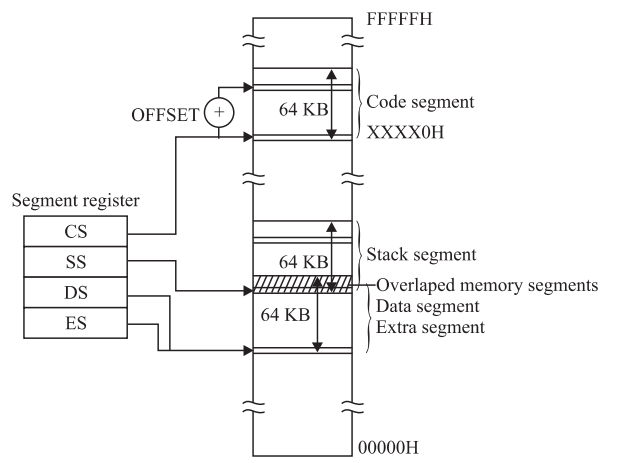 FFFFFH
64 KB
Code segment
OFFSET
+
XXXX0H
Segment register
CS
SS
DS
ES
64 KB
Stack segment
Overlaped memory segments
64 KB
Data segment
Extra segment
00000H